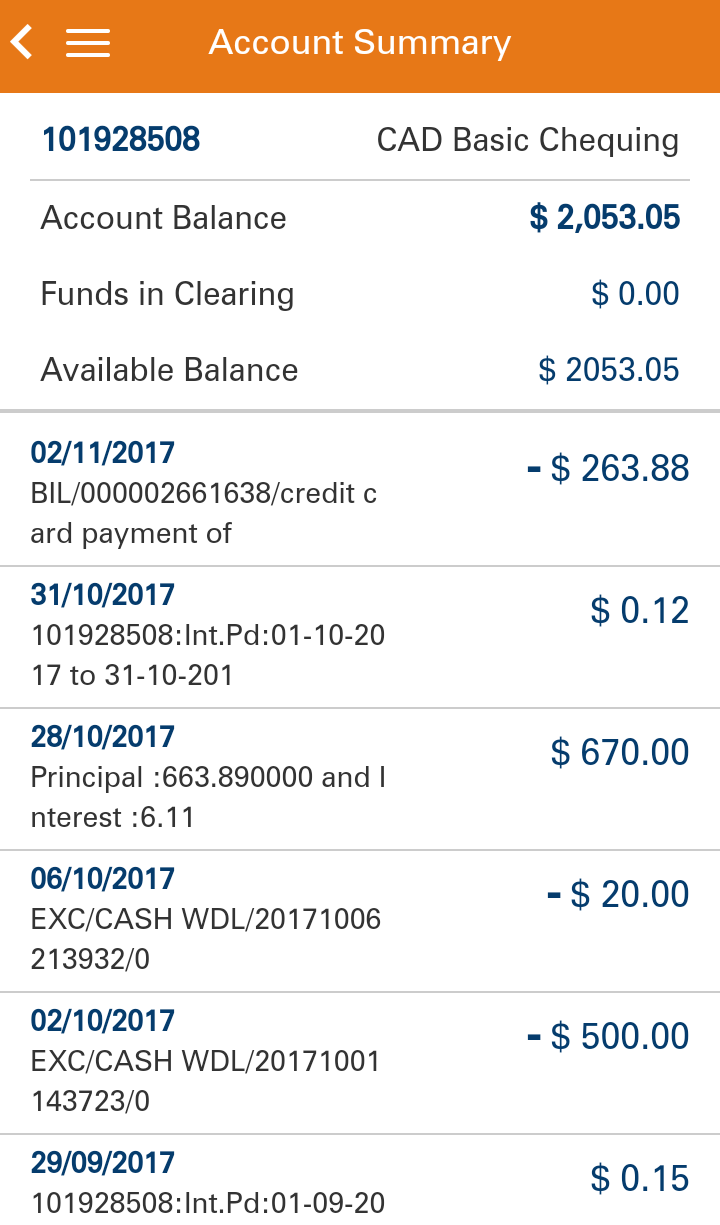 Account Summary
101928508 CAD Basic Chequing
Account Balance $ 2,053.05
Funds in Clearing $ 0.00
Available Balance $ 2053.05
02/11/2017
- $ 263.88
BIL/000002661638/credit c
ard payment of
31/10/2017
$ 0.12
101928508:Int.Pd:01-10-20
17 to 31-10-201
28/10/2017
$ 670.00
Principal :663.890000 and I
nterest :6.11
06/10/2017
- $ 20.00
EXC/CASH WDL/20171006
213932/0
02/10/2017
- $ 500.00
EXC/CASH WDL/20171001
143723/0
29/09/2017
$ 0.15
101928508:Int.Pd:01-09-20